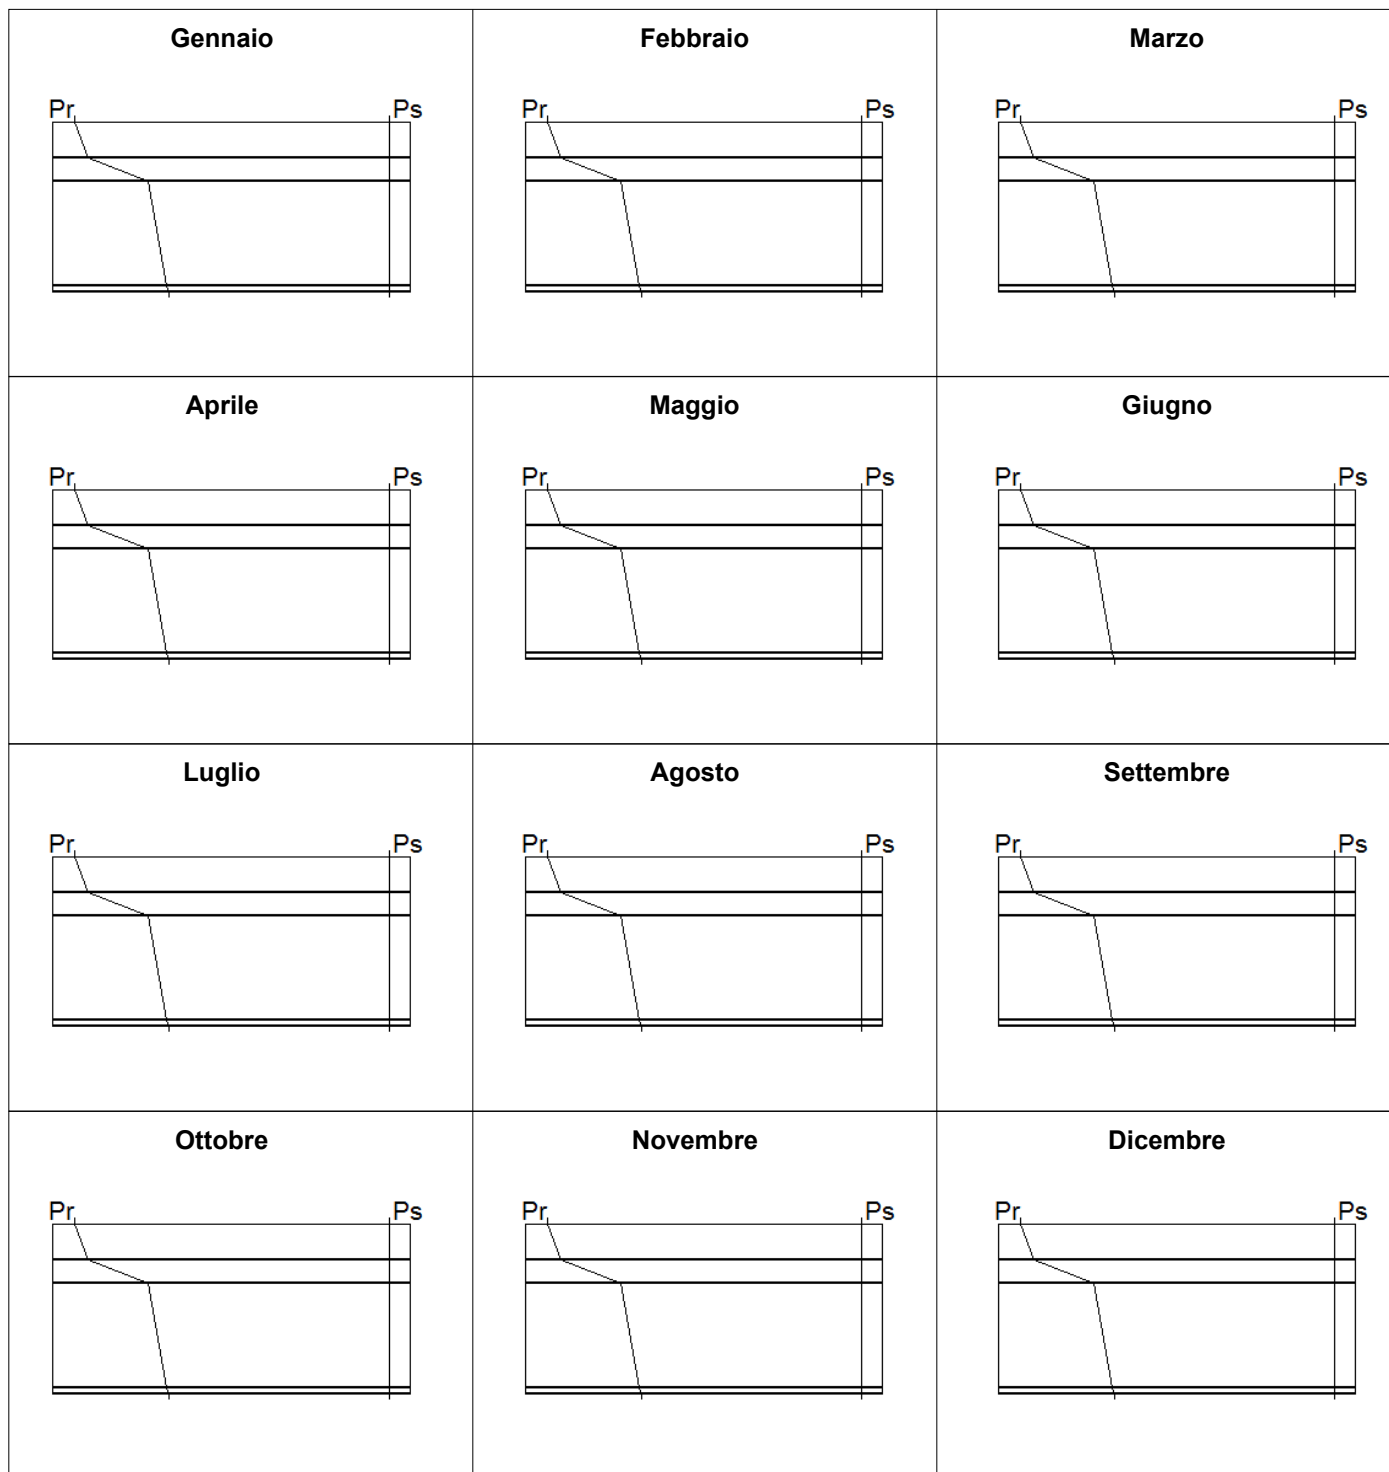 Gennaio Febbraio Marzo
Pr Ps Pr Ps Pr Ps
Aprile Maggio Giugno
Pr Ps Pr Ps Pr Ps
Luglio Agosto Settembre
Pr Ps Pr Ps Pr Ps
Ottobre Novembre Dicembre
Pr Ps Pr Ps Pr Ps